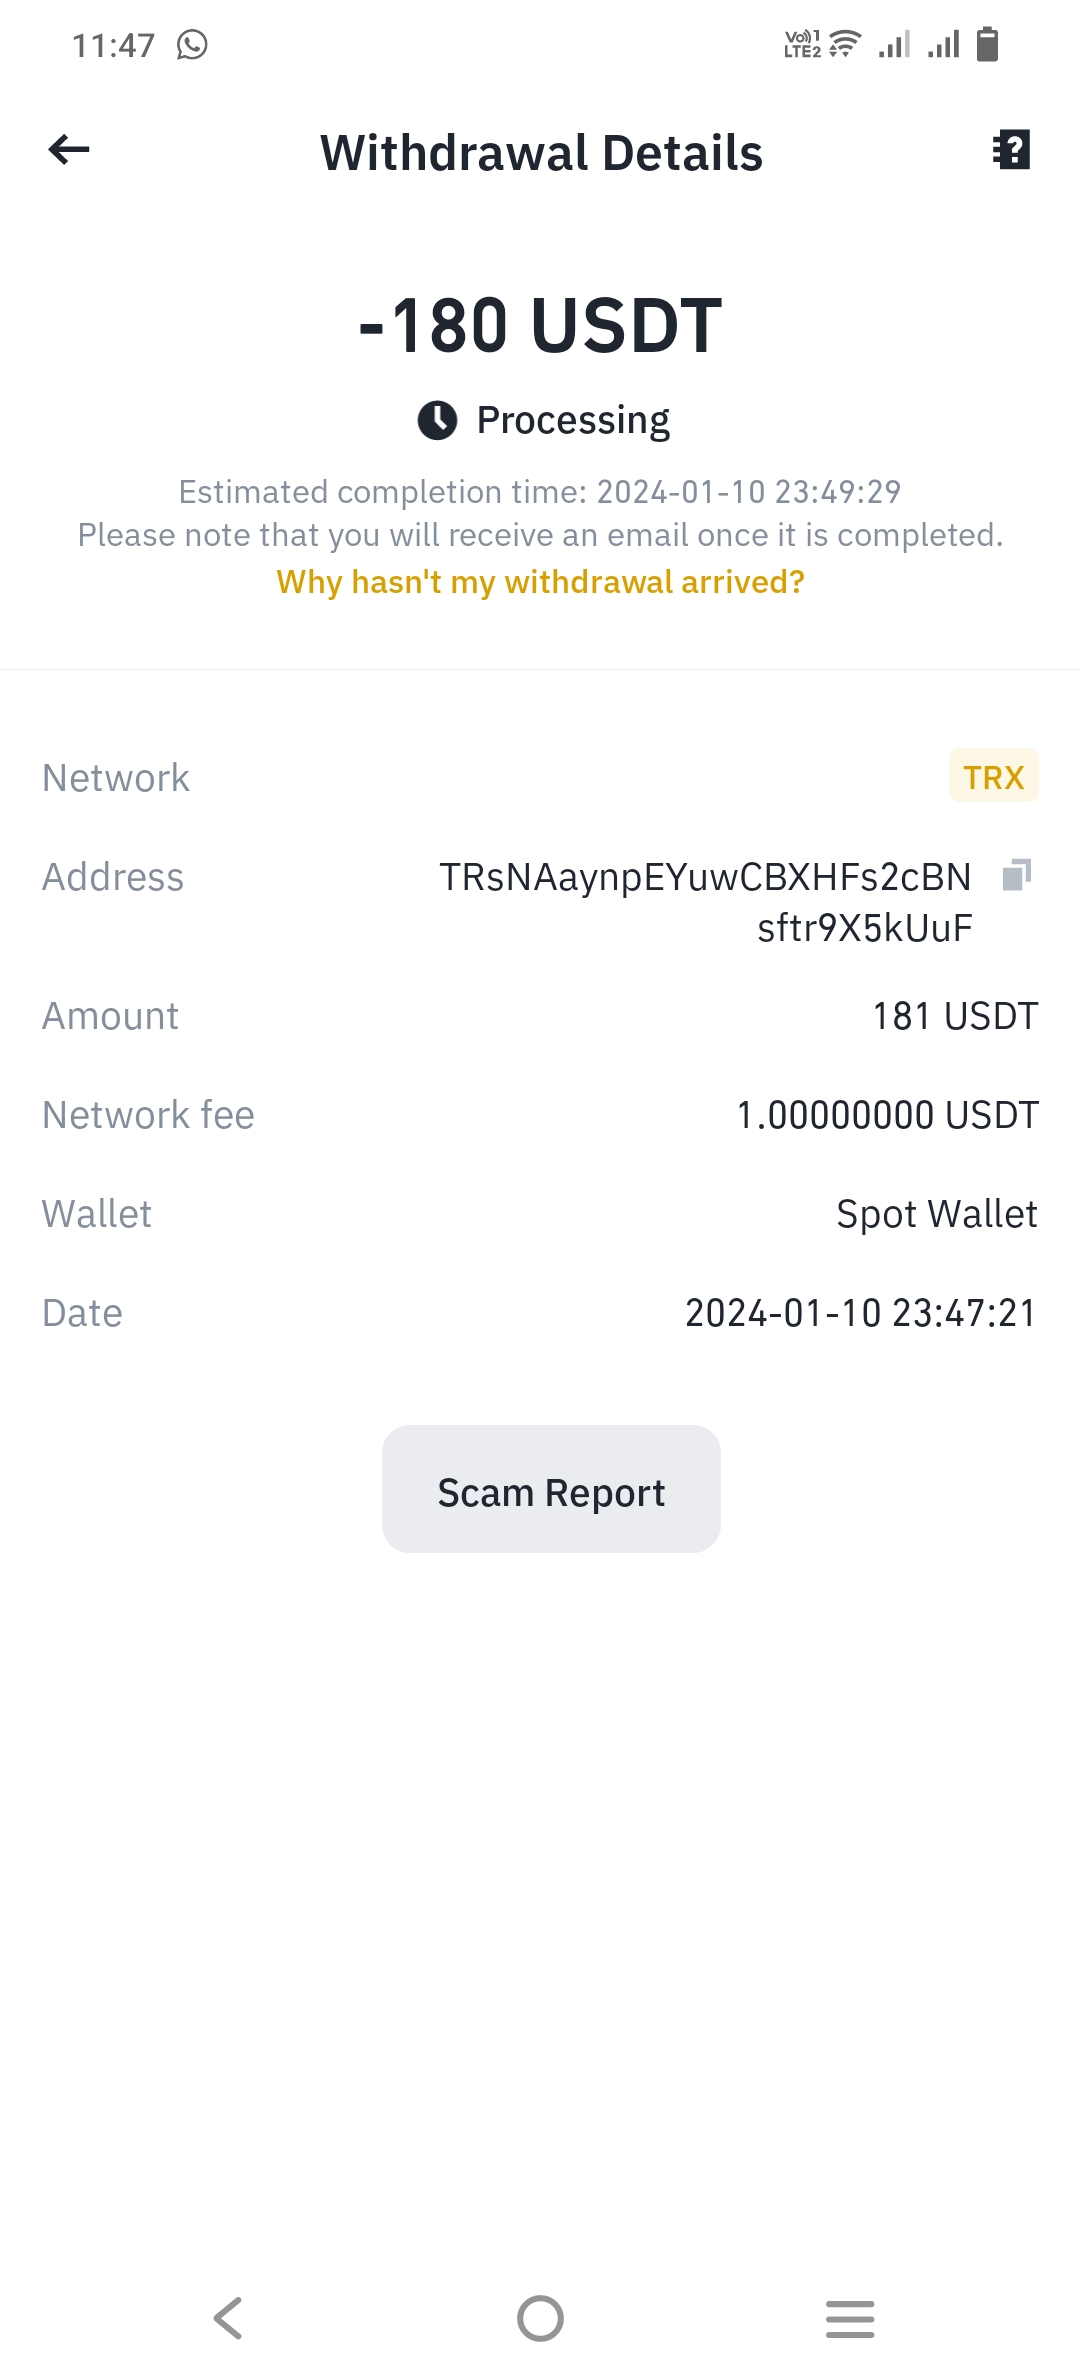 11:47
Vo)) 1
LTE2
Withdrawal Details
-180 USDT
Processing
Estimated completion time: 2024-01-10 23:49:29
Please note that you will receive an email once it is completed.
Why hasn't my withdrawal arrived?
Network TRX
Address TRsNAaynpEYuwCBXHFs2cBN
sftr9X5kUuF
Amount 181 USDT
Network fee 1.00000000 USDT
Wallet Spot Wallet
Date 2024-01-10 23:47:21
Scam Report